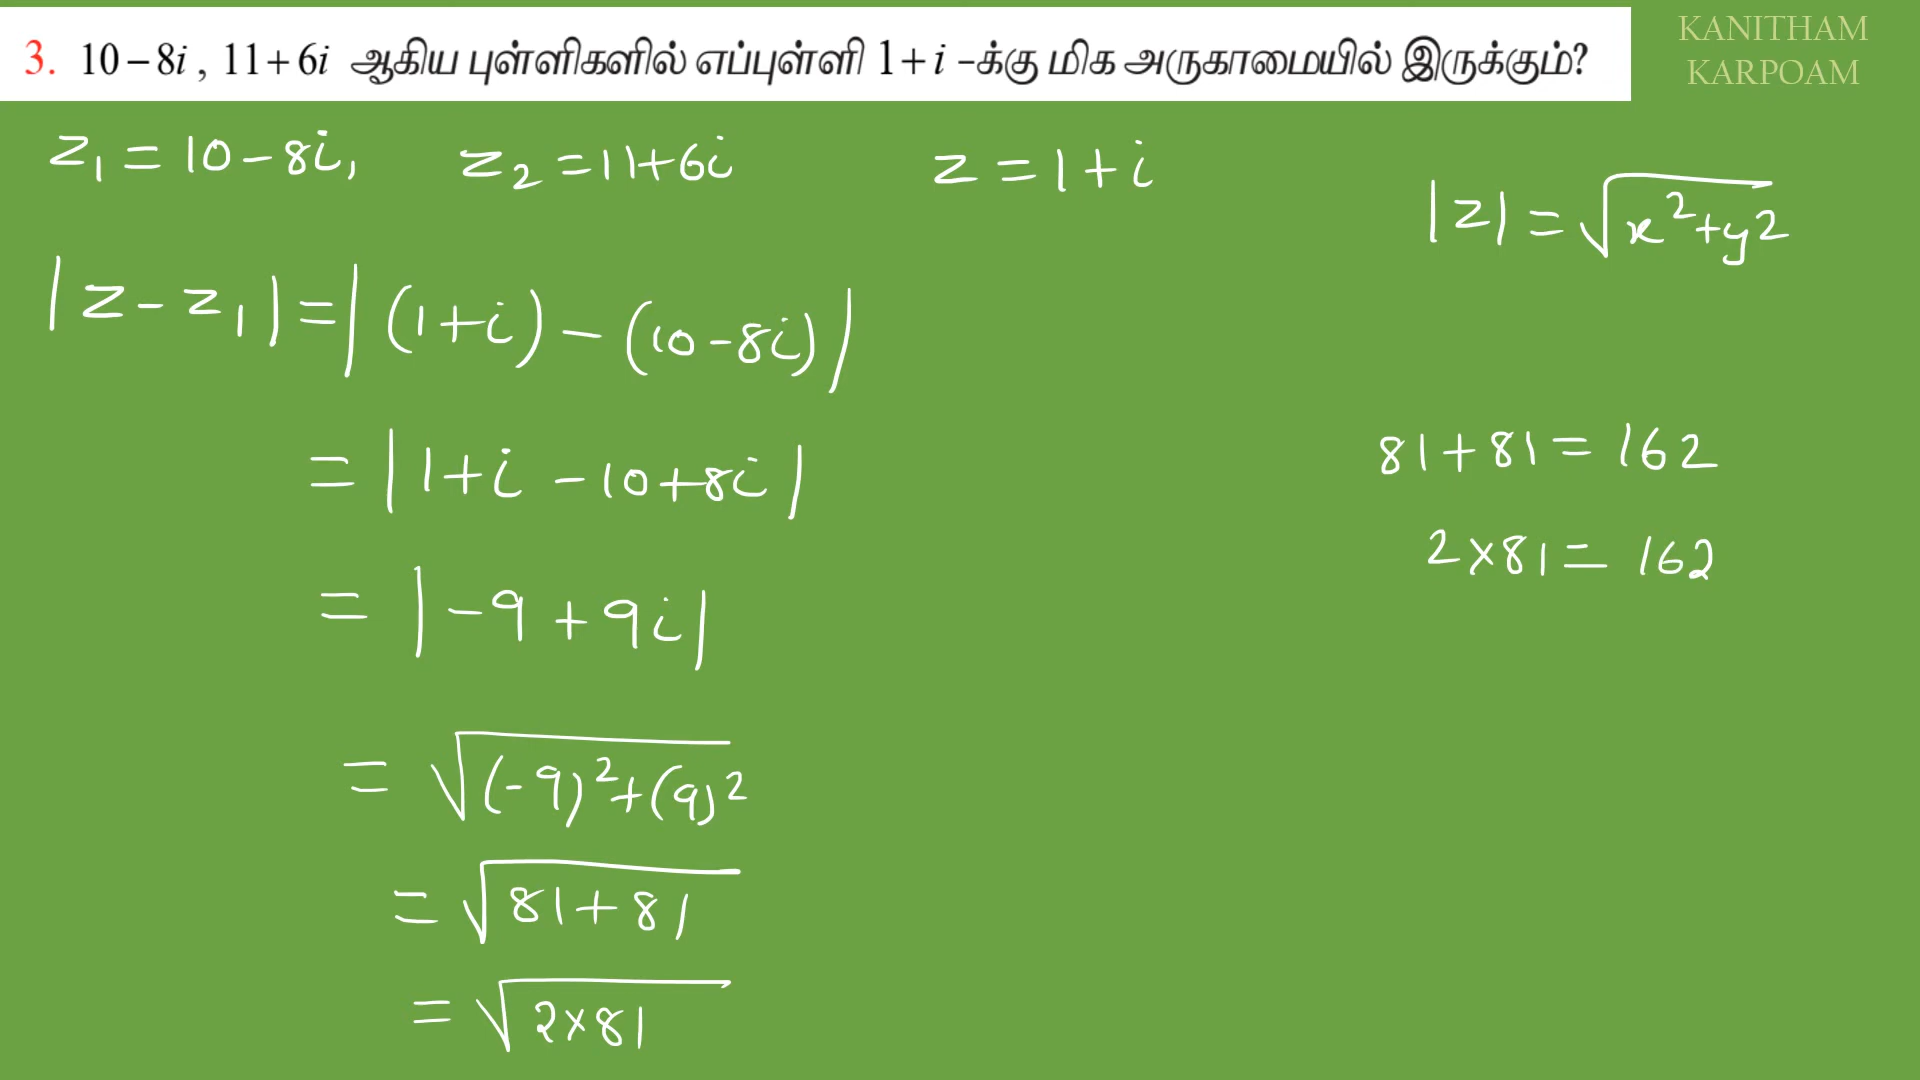 3. 10 – 8i , 11 + 6i ஆகிய புள்ளிகளில் எப்புள்ளி 1 + i -க்கு மிக அருகாமையில் இருக்கும்?
KANITHAM
KARPOAM
z₁ = 10 – 8i, z₂ = 11 + 6i z = 1 + i
|z| = √(x² + y²)
|z – z₁| = |(1 + i) – (10 – 8i)|
= |1 + i – 10 + 8i|
= |–9 + 9i|
= √((–9)² + (9)²)
= √(81 + 81)
= √(2 × 81)
81 + 81 = 162
2 × 81 = 162